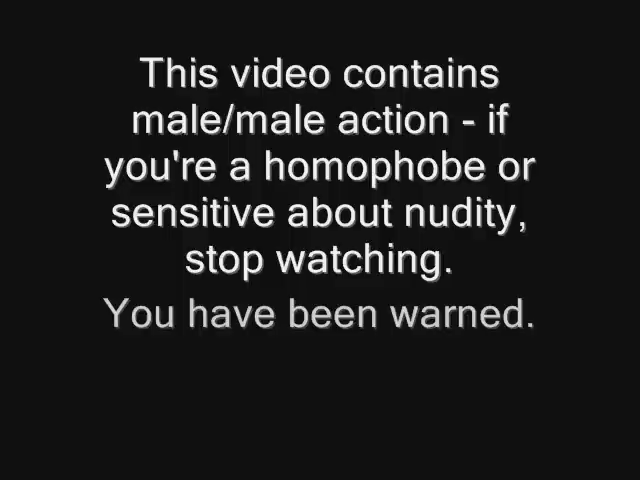 This video contains
male/male action - if
you're a homophobe or
sensitive about nudity,
stop watching.
You have been warned.